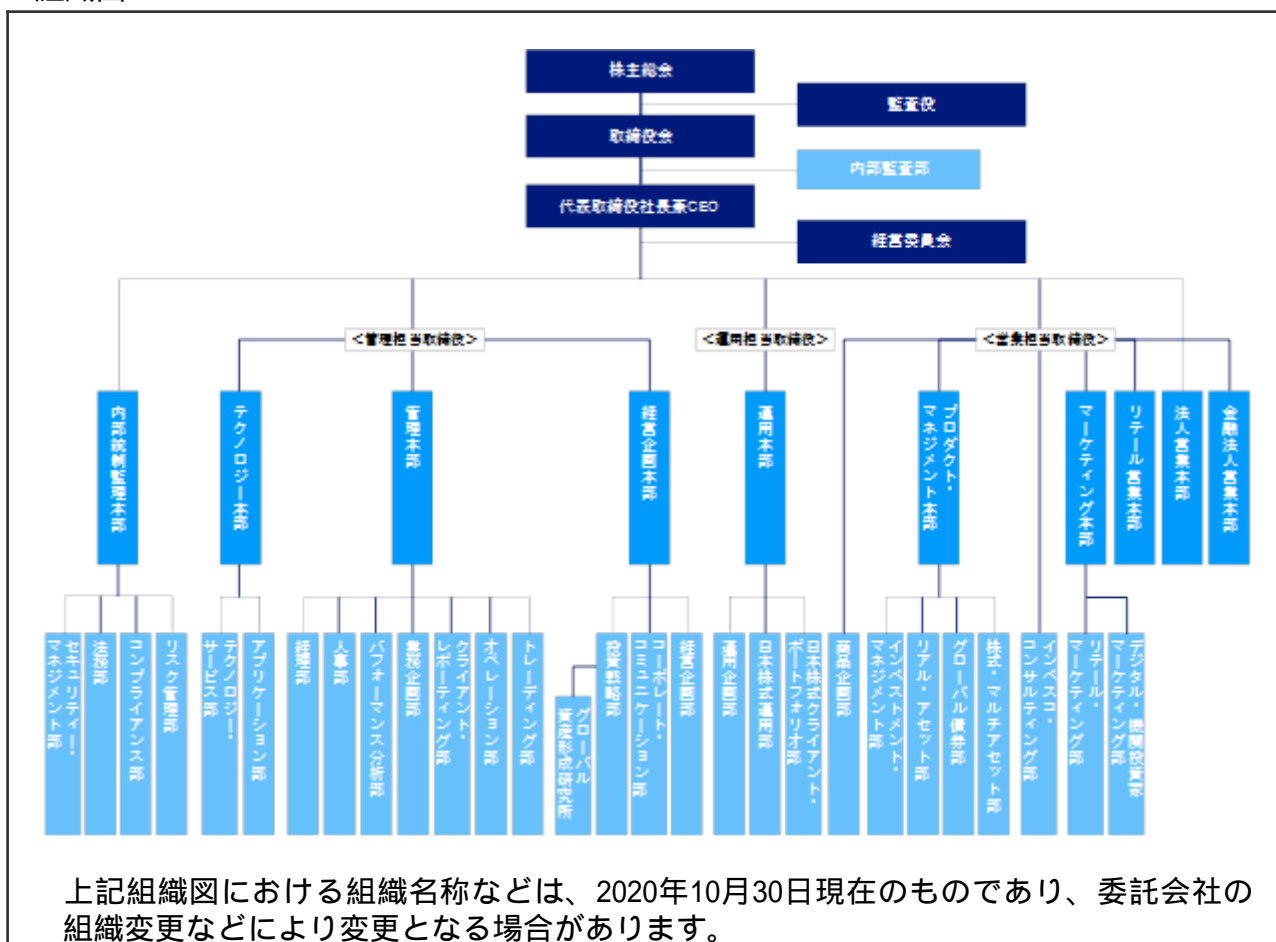 株主総会
監査役
取締役会
内部監査部
代表取締役社長兼CEO
経営委員会
＜管理担当取締役＞
＜運用担当取締役＞
＜営業担当取締役＞
内部統制監理本部
テクノロジー本部
管理本部
経営企画本部
運用本部
プロダクト・
マネジメント本部
マーケティング本部
リテール営業本部
法人営業本部
金融法人営業本部
セキュリティー・
マネジメント部
法務部
コンプライアンス部
リスク管理部
テクノロジー・
サービス部
アプリケーション部
経理部
人事部
パフォーマンス分析部
業務企画部
クライアント・
レポーティング部
オペレーション部
トレーディング部
グローバル
資産形成研究所
投資戦略部
コーポレート・
コミュニケーション部
経営企画部
運用企画部
日本株式運用部
日本株式クライアント・
ポートフォリオ部
商品企画部
インベストメント・
マネジメント部
リアル・アセット部
グローバル債券部
株式・マルチアセット部
インベスコ・
コンサルティング部
リテール・
マーケティング部
デジタル・機関投資家
マーケティング部
上記組織図における組織名称などは、2020年10月30日現在のものであり、委託会社の
組織変更などにより変更となる場合があります。